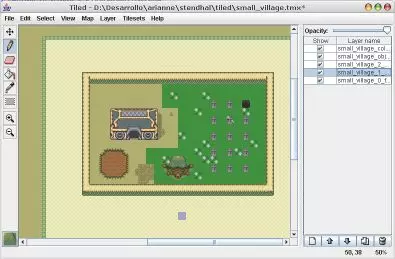 Tiled - D:\Desarrollo\arianne\stendhal\tiled\small_village.tmx*
File Edit Select View Map Layer Tilesets Help
Opacity:
Show Layer name
small_village_col...
small_village_obj...
small_village_2_...
small_village_1_...
small_village_0_f...
56, 38 50%